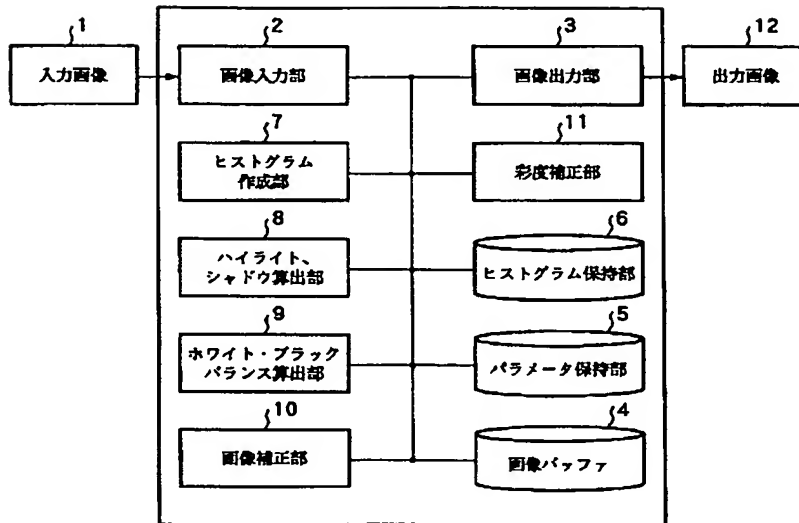 1
入力画像
2
画像入力部
3
画像出力部
12
出力画像
7
ヒストグラム
作成部
11
彩度補正部
8
ハイライト、
シャドウ算出部
6
ヒストグラム保持部
9
ホワイト・ブラック
バランス算出部
5
パラメータ保持部
10
画像補正部
4
画像バッファ